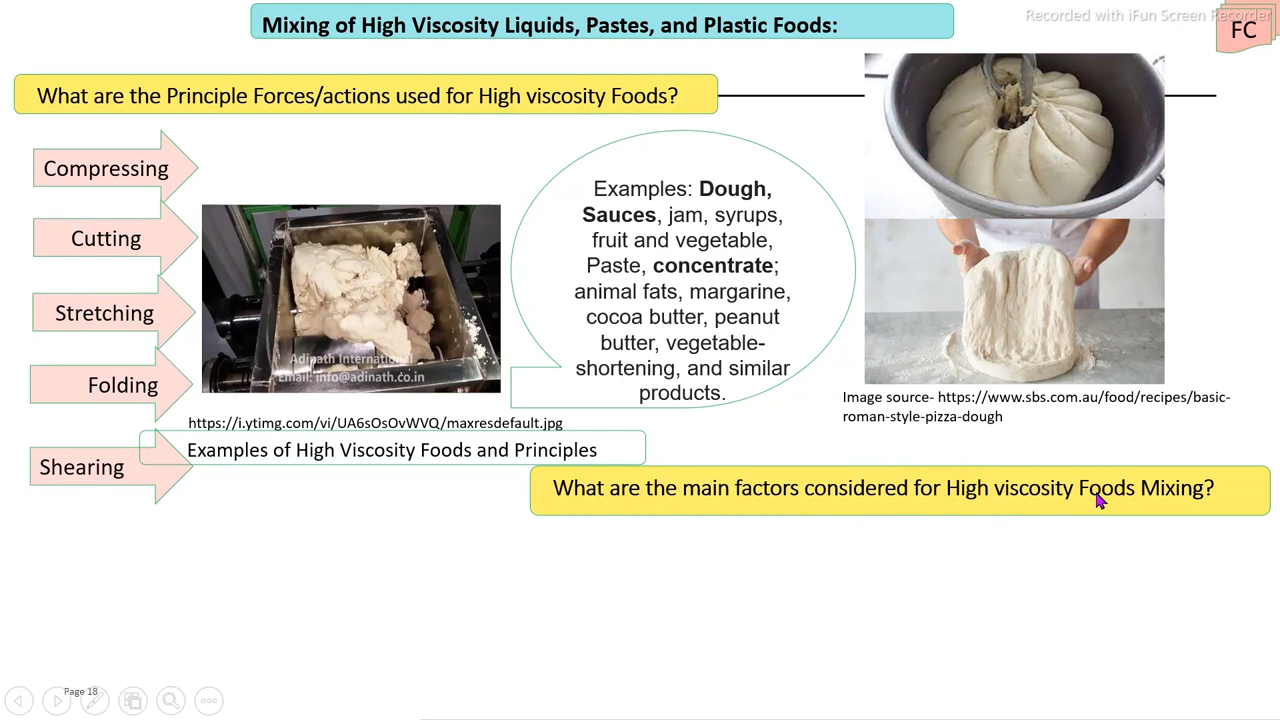 Recorded with iFun Screen Recorder
Mixing of High Viscosity Liquids, Pastes, and Plastic Foods:
FC
What are the Principle Forces/actions used for High viscosity Foods?
Compressing
Cutting
Stretching
Folding
Shearing
Adinath International
Email: info@adinath.co.in
https://i.ytimg.com/vi/UA6sOsOvWVQ/maxresdefault.jpg
Examples of High Viscosity Foods and Principles
Examples: Dough,
Sauces, jam, syrups,
fruit and vegetable,
Paste, concentrate;
animal fats, margarine,
cocoa butter, peanut
butter, vegetable-
shortening, and similar
products.
Image source- https://www.sbs.com.au/food/recipes/basic-
roman-style-pizza-dough
What are the main factors considered for High viscosity Foods Mixing?
Page 18